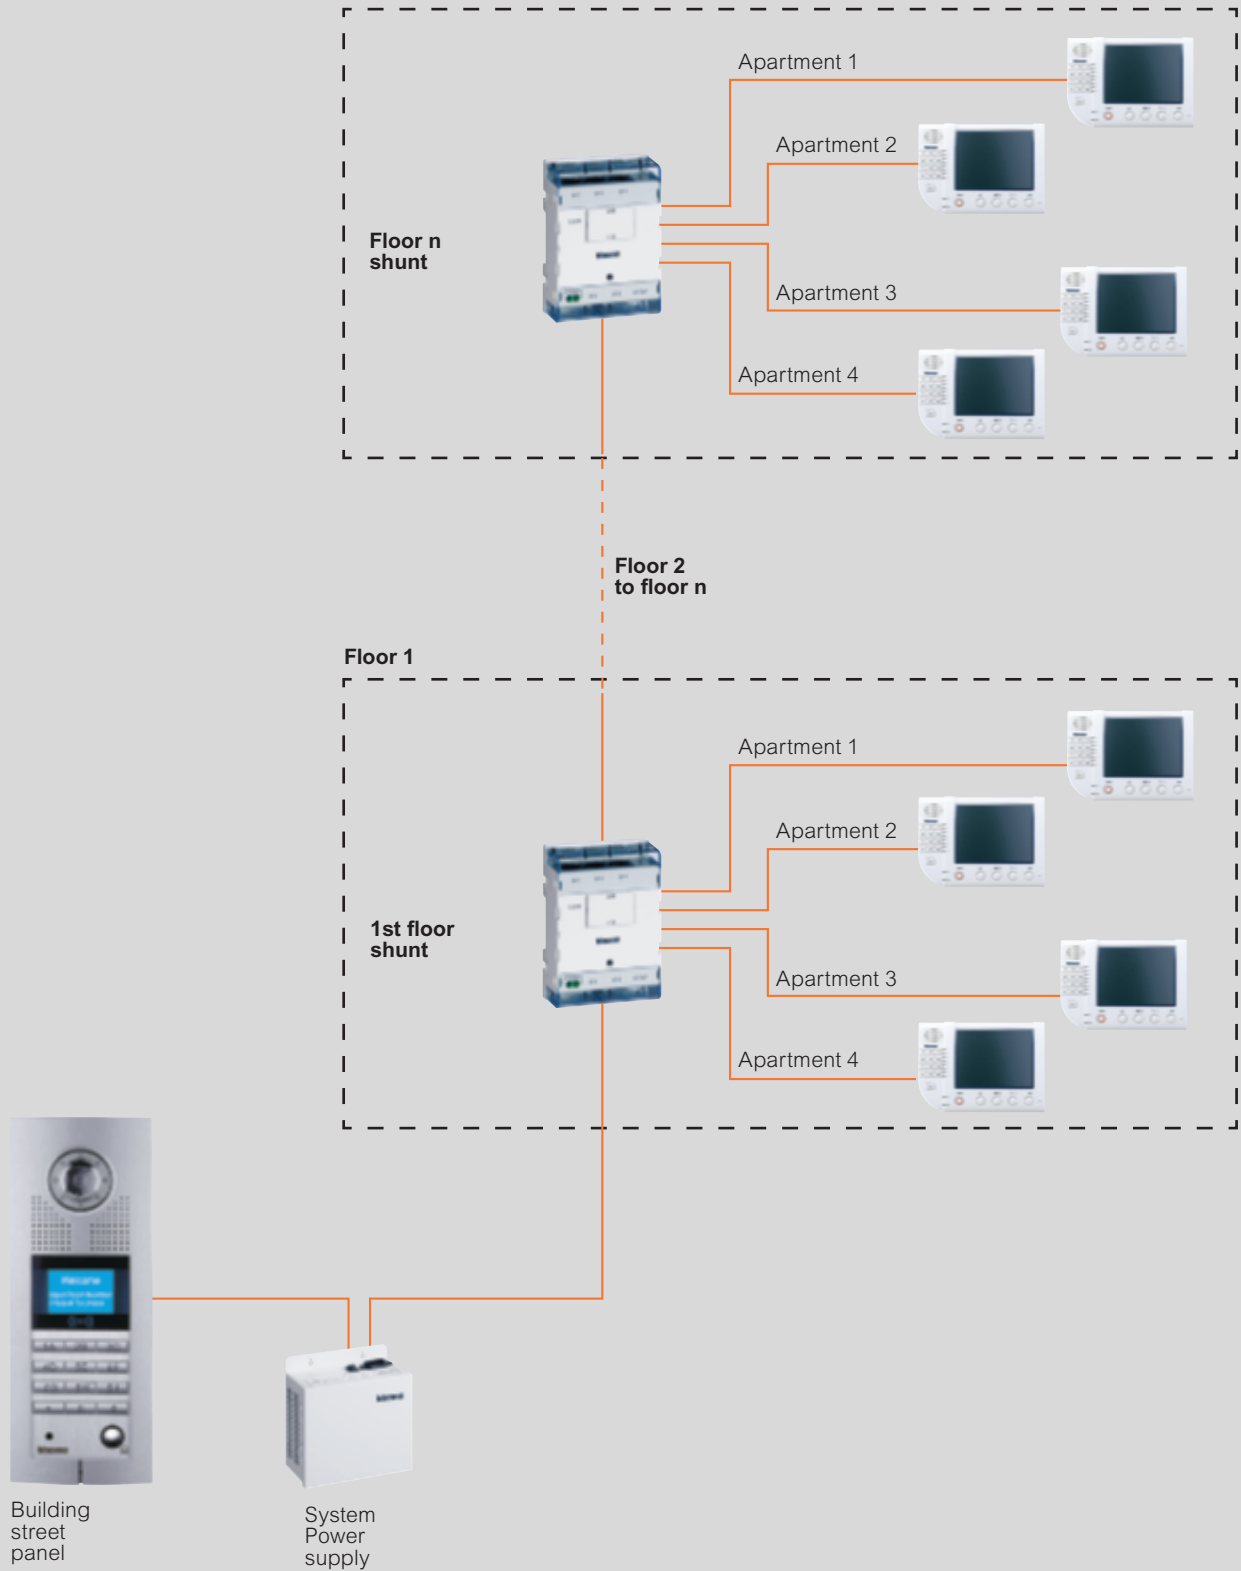 Apartment 1
Apartment 2
Floor n
shunt
Apartment 3
Apartment 4
Floor 2
to floor n
Floor 1
Apartment 1
Apartment 2
1st floor
shunt
Apartment 3
Apartment 4
Welcome
Building
street
panel
System
Power
supply